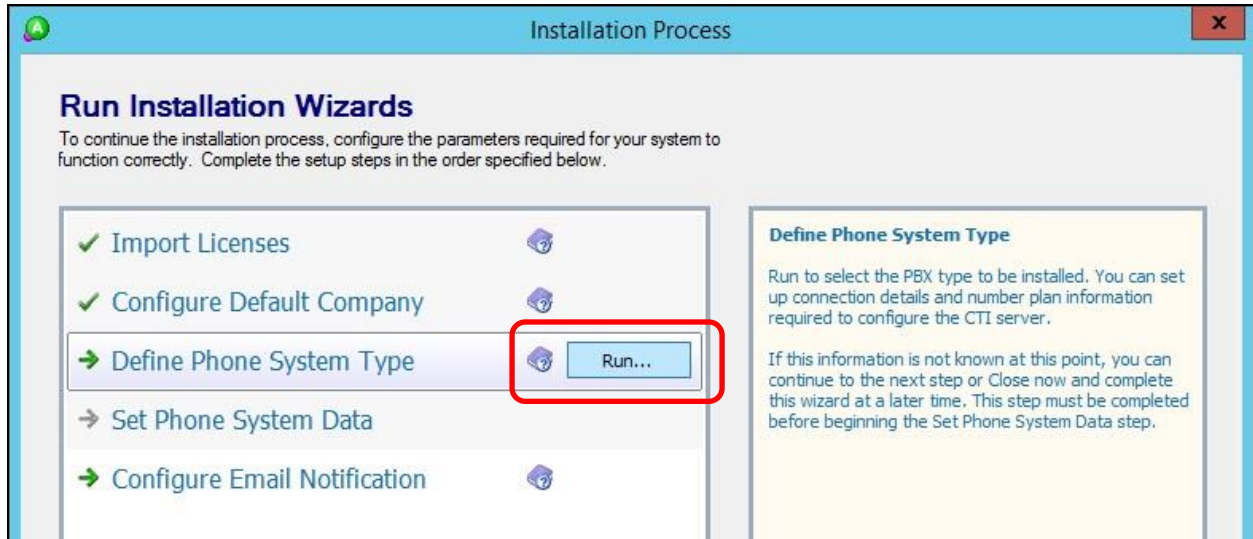 Installation Process
x
Run Installation Wizards
To continue the installation process, configure the parameters required for your system to
function correctly. Complete the setup steps in the order specified below.
Import Licenses
Configure Default Company
Define Phone System Type
Run...
Set Phone System Data
Configure Email Notification
Define Phone System Type
Run to select the PBX type to be installed. You can set
up connection details and number plan information
required to configure the CTI server.
If this information is not known at this point, you can
continue to the next step or Close now and complete
this wizard at a later time. This step must be completed
before beginning the Set Phone System Data step.